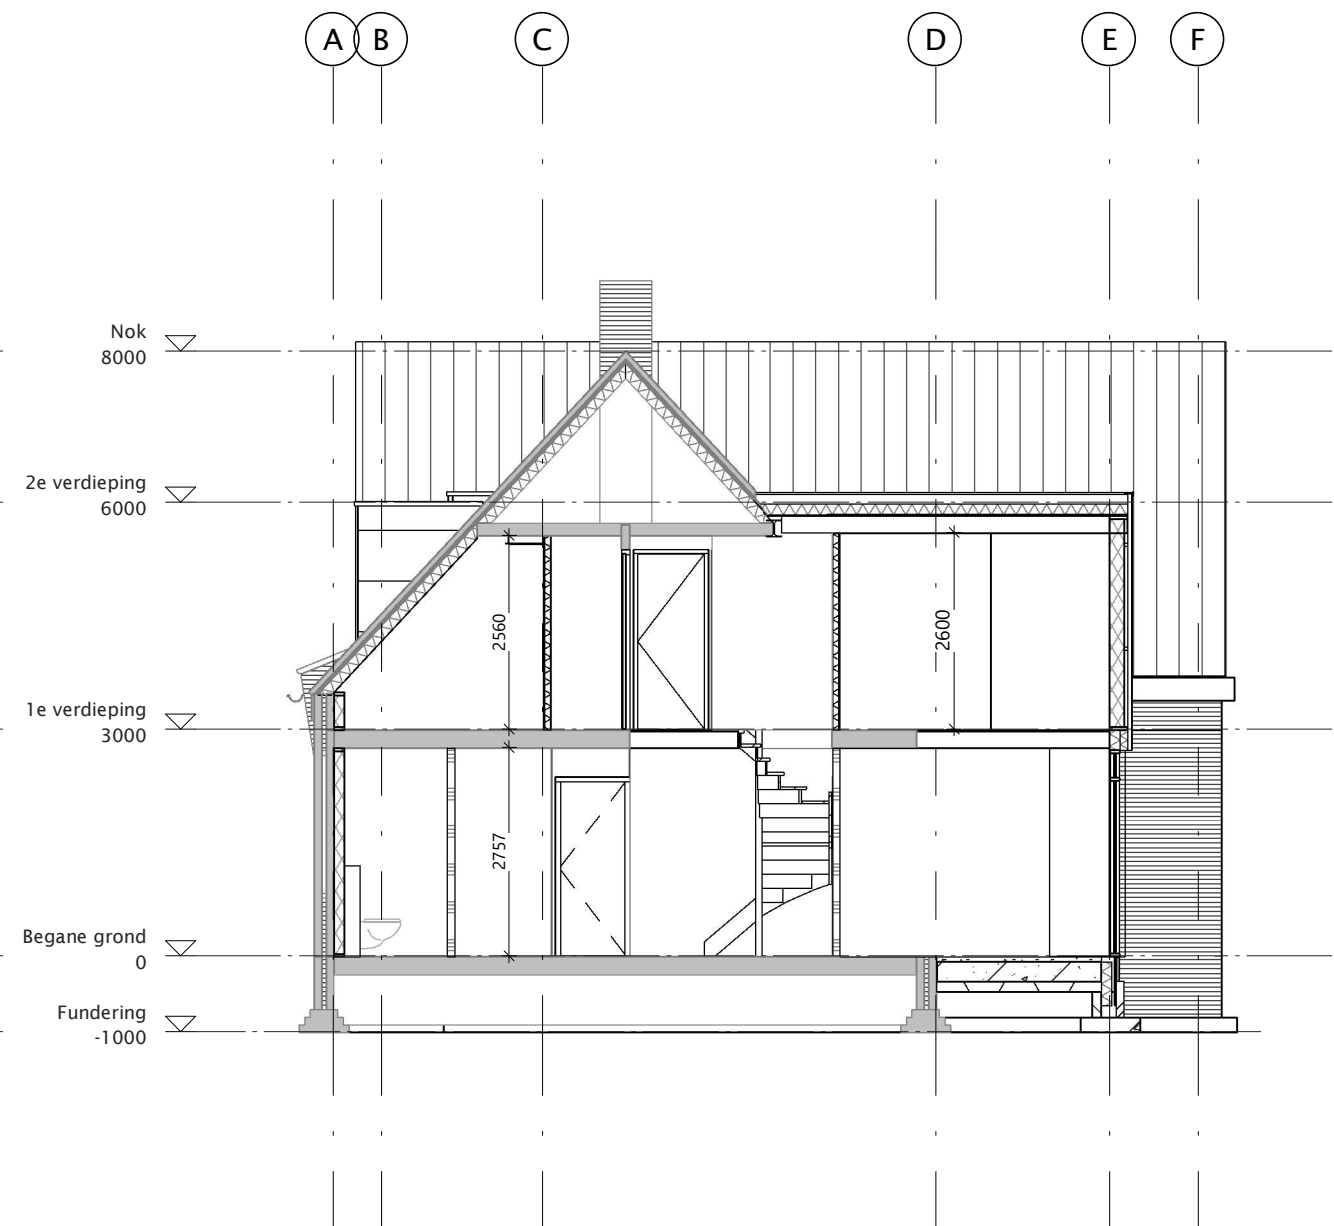 A B C D E F
Nok
8000
2e verdieping
6000
2560
2600
1e verdieping
3000
2757
Begane grond
0
Fundering
-1000